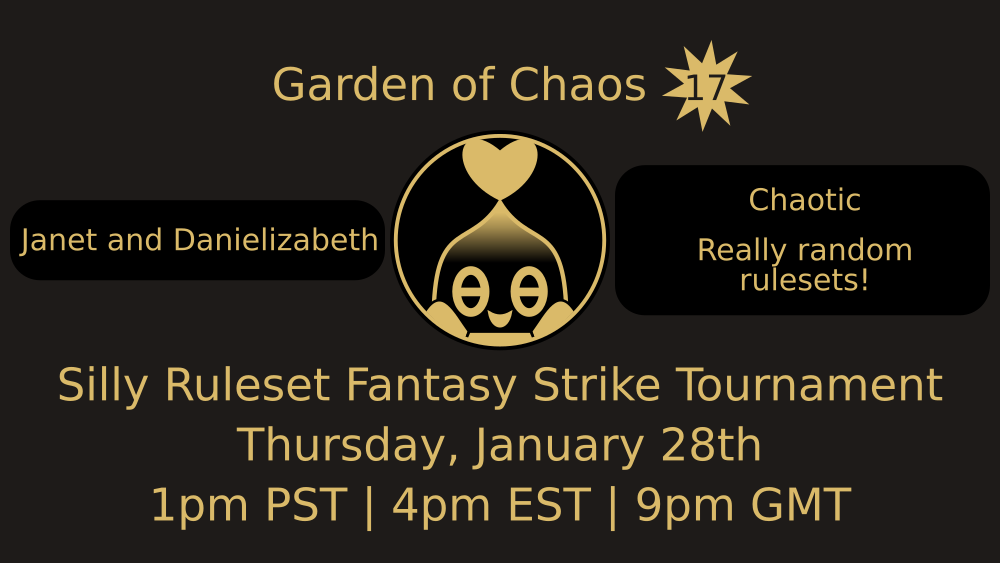 Garden of Chaos 17
Janet and Danielizabeth
Chaotic
Really random
rulesets!
Silly Ruleset Fantasy Strike Tournament
Thursday, January 28th
1pm PST | 4pm EST | 9pm GMT